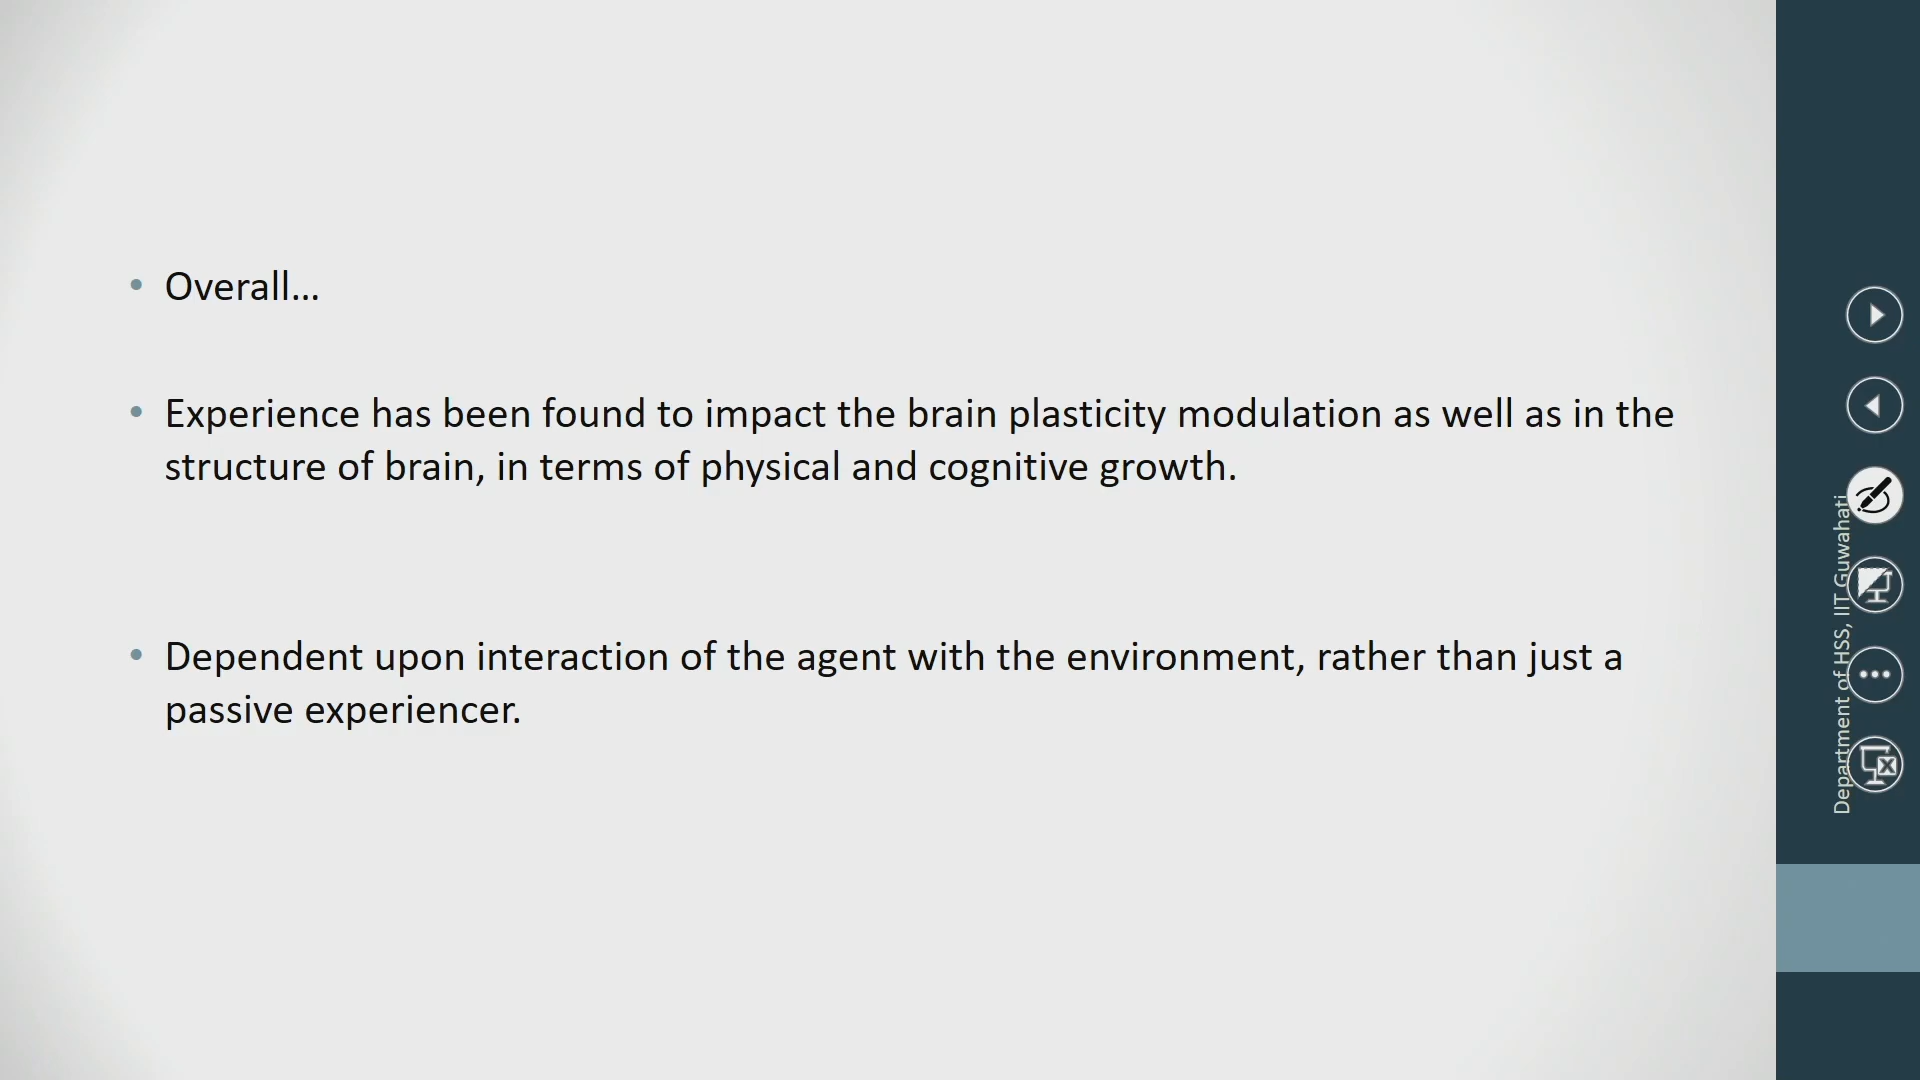 • Overall...
• Experience has been found to impact the brain plasticity modulation as well as in the
structure of brain, in terms of physical and cognitive growth.
• Dependent upon interaction of the agent with the environment, rather than just a
passive experiencer.
Department of HSS, IIT Guwahati